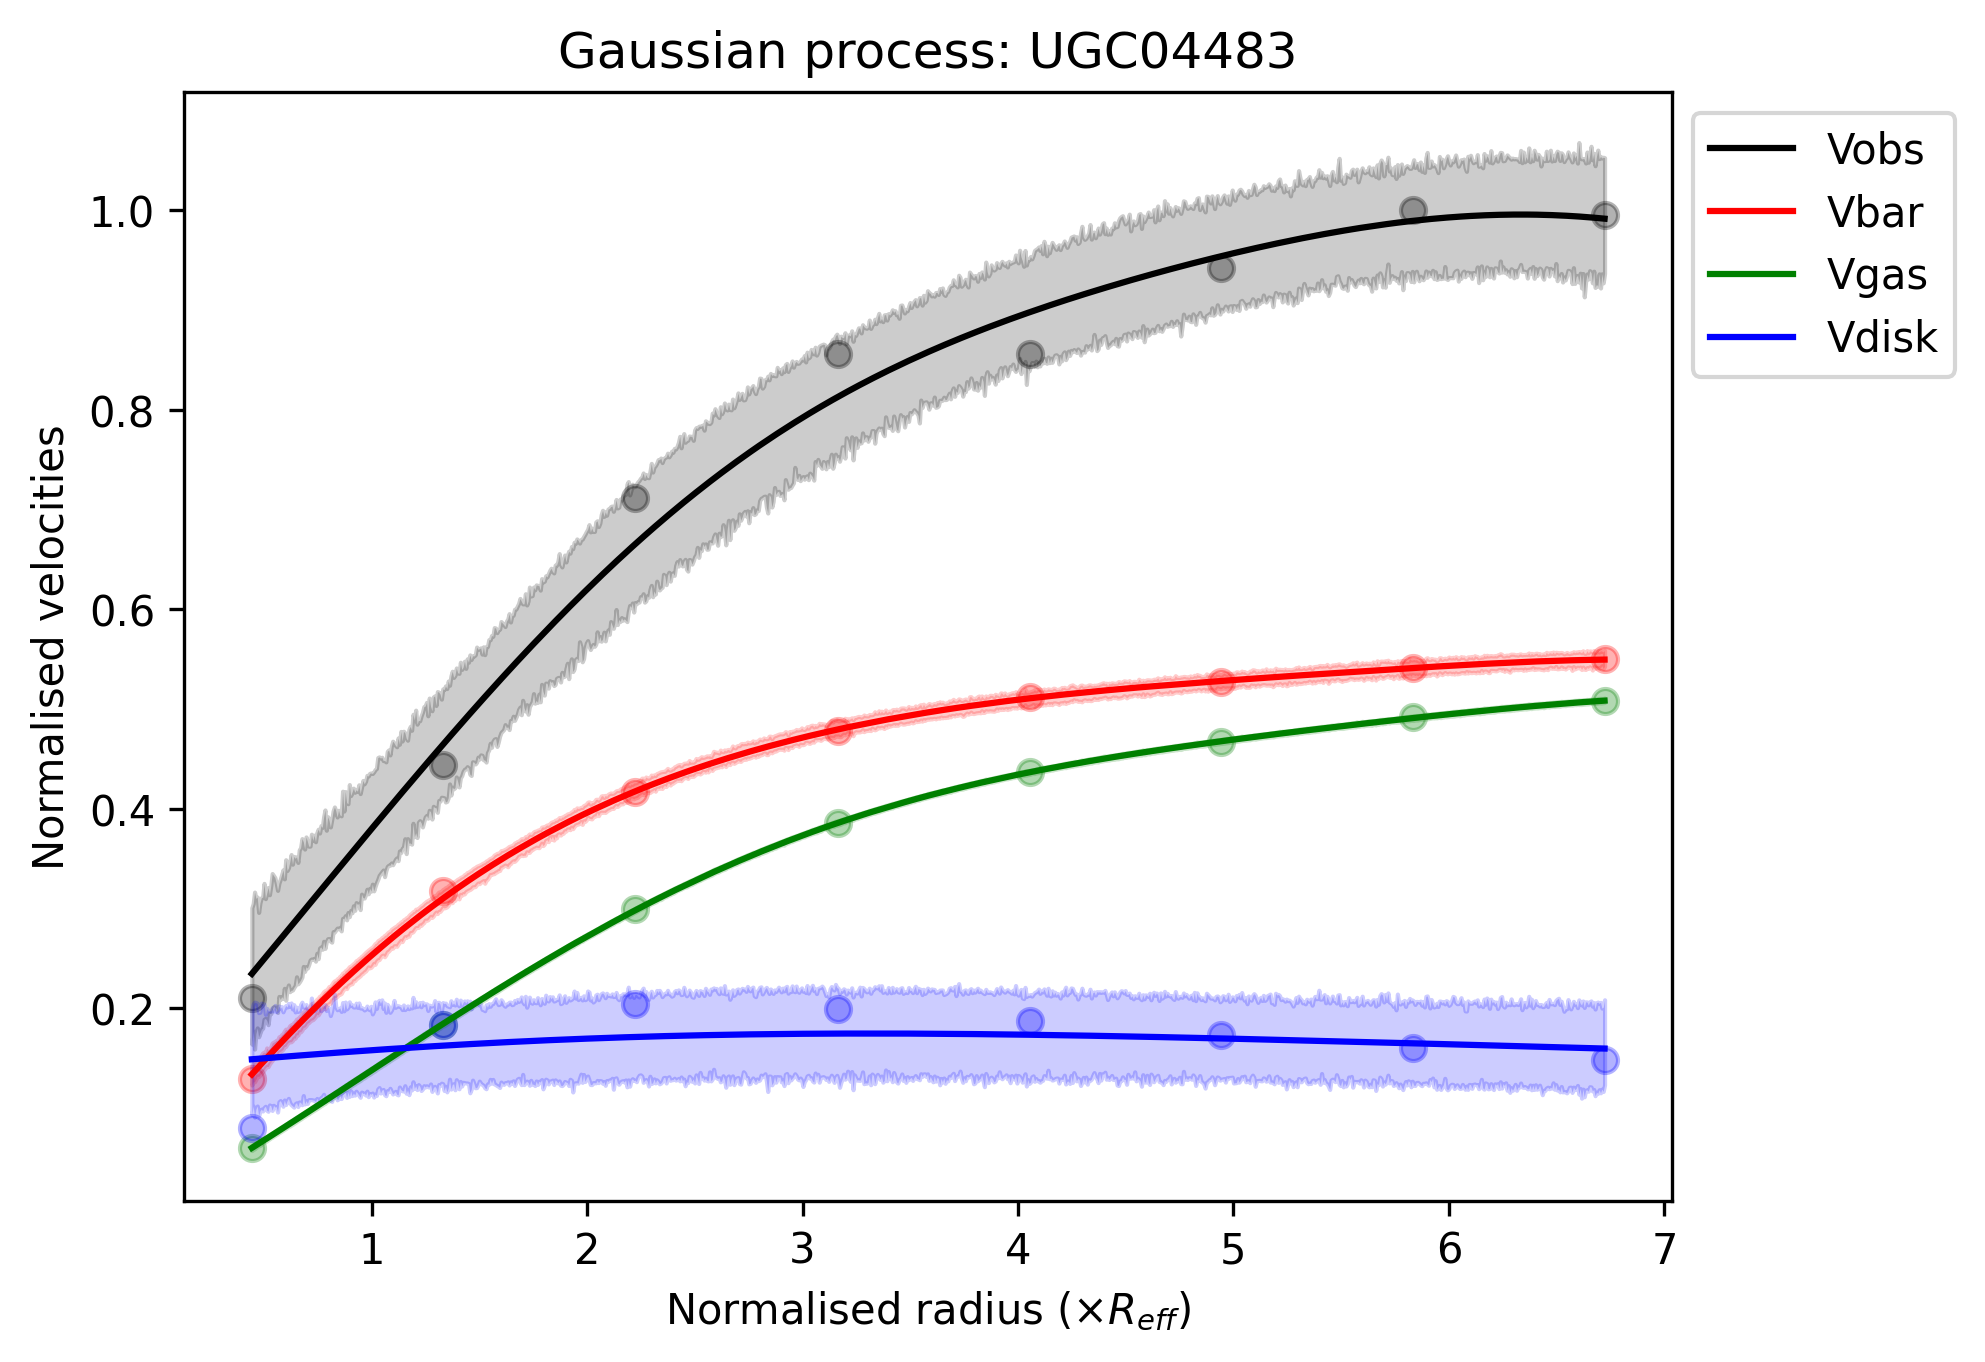 Gaussian process: UGC04483
Vobs
Vbar
Vgas
Vdisk
1.0
0.8
0.6
0.4
0.2
Normalised velocities
1 2 3 4 5 6 7
Normalised radius (×R_eff)